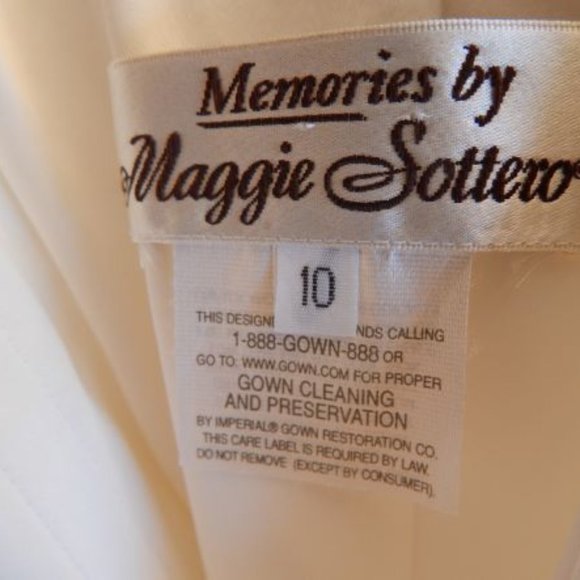 Memories by
Maggie Sottero®
10
THIS DESIGN NDS CALLING
1-888-GOWN-888 OR
GO TO: WWW.GOWN.COM FOR PROPER
GOWN CLEANING
AND PRESERVATION
BY IMPERIAL® GOWN RESTORATION CO.
THIS CARE LABEL IS REQUIRED BY LAW.
DO NOT REMOVE (EXCEPT BY CONSUMER).